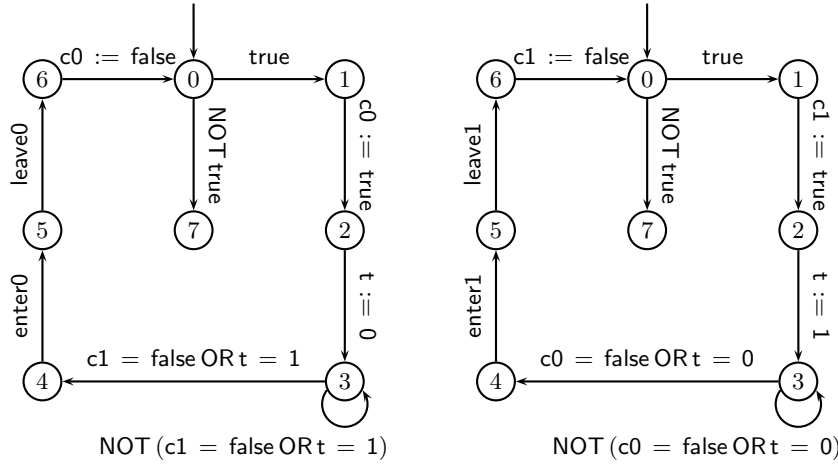 c0 := false
true
6
0
1
leave0
NOT true
c0 := true
5
7
2
enter0
t := 0
c1 = false OR t = 1
4
3
NOT (c1 = false OR t = 1)
c1 := false
true
6
0
1
leave1
NOT true
c1 := true
5
7
2
enter1
t := 1
c0 = false OR t = 0
4
3
NOT (c0 = false OR t = 0)